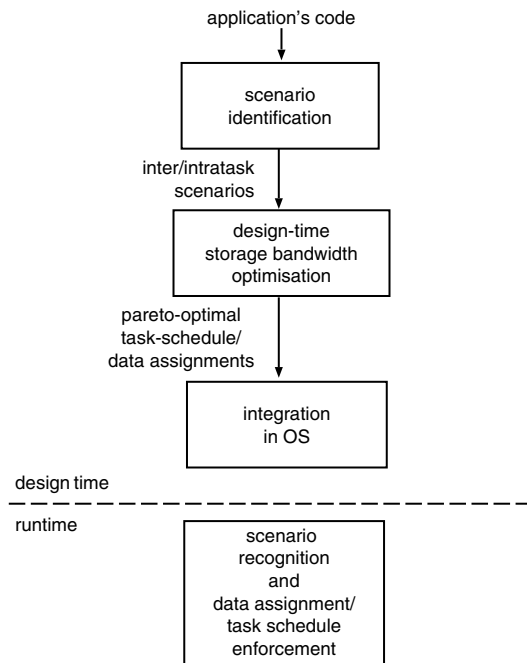 application's code
scenario
identification
inter/intratask
scenarios
design-time
storage bandwidth
optimisation
pareto-optimal
task-schedule/
data assignments
integration
in OS
design time
runtime
scenario
recognition
and
data assignment/
task schedule
enforcement